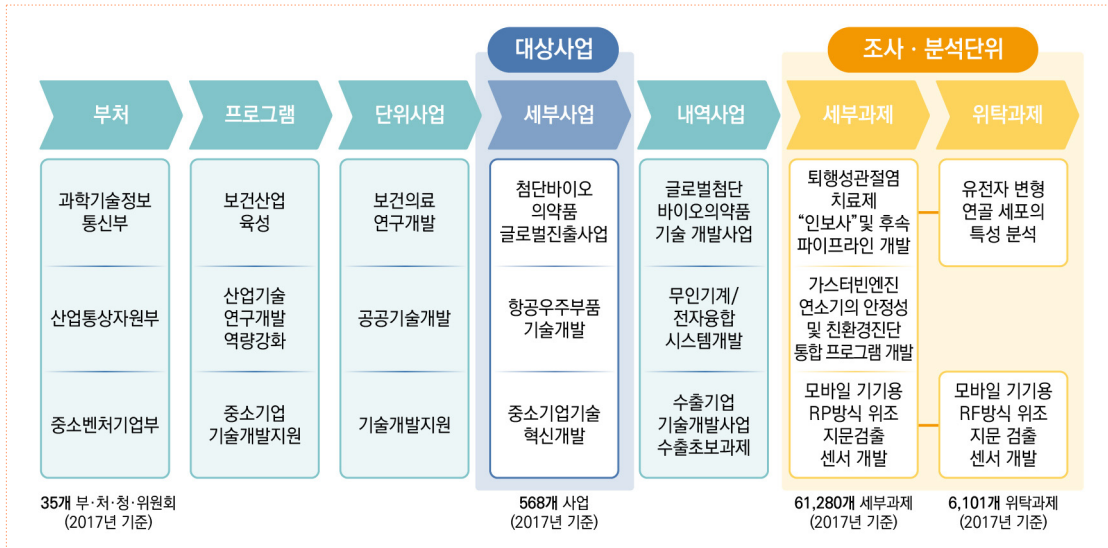 대상사업
조사·분석단위
부처
프로그램
단위사업
세부사업
내역사업
세부과제
위탁과제
과학기술정보
통신부
보건산업
육성
보건의료
연구개발
첨단바이오
의약품
글로벌진출사업
글로벌첨단
바이오의약품
기술 개발사업
퇴행성관절염
치료제
“인보사”및 후속
파이프라인 개발
유전자 변형
연골 세포의
특성 분석
산업통상자원부
산업기술
연구개발
역량강화
공공기술개발
항공우주부품
기술개발
무인기계/
전자융합
시스템개발
가스터빈엔진
연소기의 안정성
및 친환경진단
통합 프로그램 개발
중소벤처기업부
중소기업
기술개발지원
기술개발지원
중소기업기술
혁신개발
수출기업
기술개발사업
수출초보과제
모바일 기기용
RP방식 위조
지문검출
센서 개발
모바일 기기용
RF방식 위조
지문 검출
센서 개발
35개 부·처·청·위원회
(2017년 기준)
568개 사업
(2017년 기준)
61,280개 세부과제
(2017년 기준)
6,101개 위탁과제
(2017년 기준)